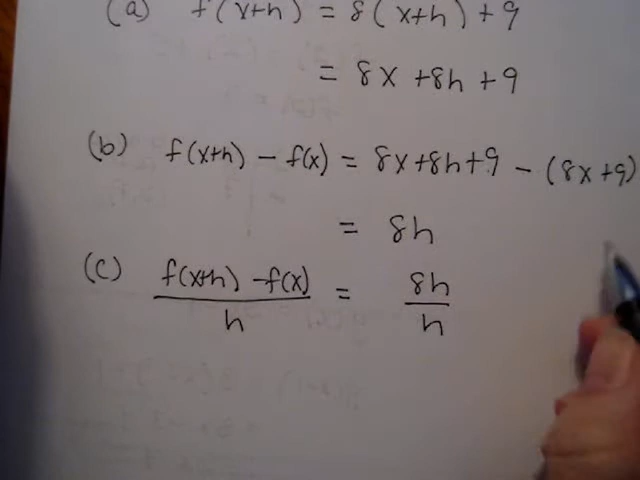 (a) f(x+h) = 8(x+h)+9
= 8x+8h+9
(b) f(x+h) - f(x) = 8x+8h+9 - (8x+9)
= 8h
(c) f(x+h) - f(x) / h = 8h / h